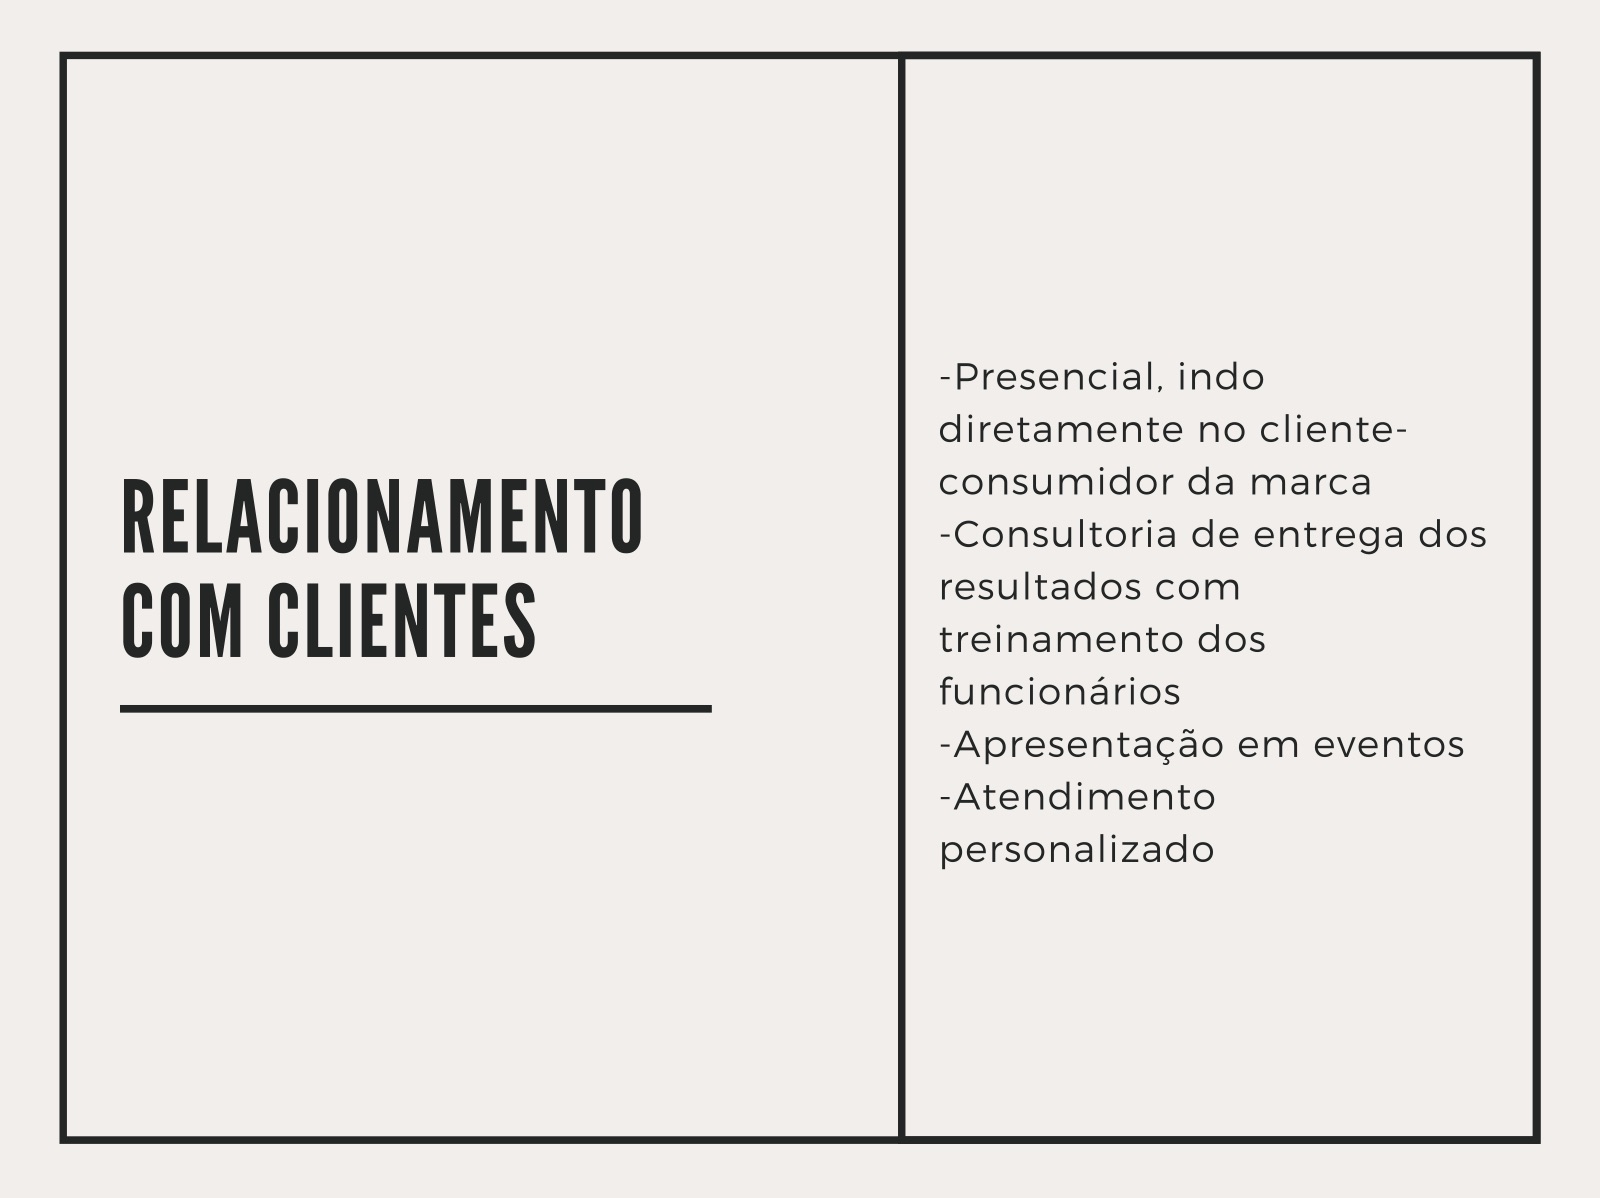 RELACIONAMENTO
COM CLIENTES
-Presencial, indo
diretamente no cliente-
consumidor da marca
-Consultoria de entrega dos
resultados com
treinamento dos
funcionários
-Apresentação em eventos
-Atendimento
personalizado